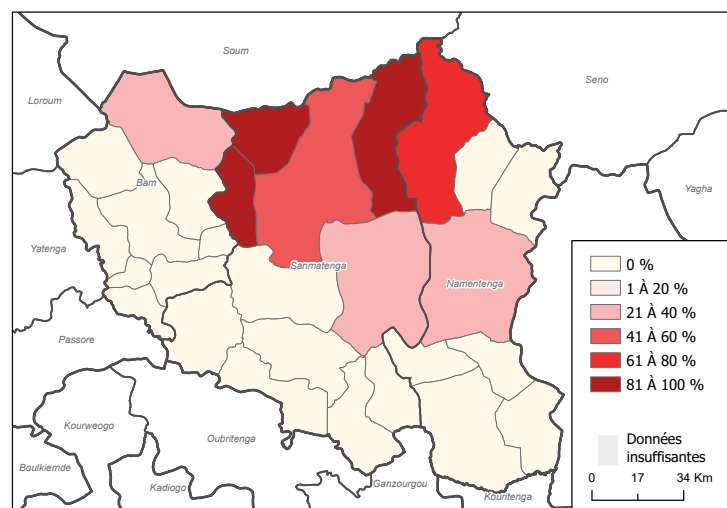 Soum
Seno
Loroum
Bam
Yagha
Yatenga
Sanmatenga
Namentenga
Passore
Kourweogo
Oubritenga
Boulkiemde
Kadiogo
Ganzourgou
Kouritenga
0 %
1 À 20 %
21 À 40 %
41 À 60 %
61 À 80 %
81 À 100 %
Données
insuffisantes
0 17 34 Km